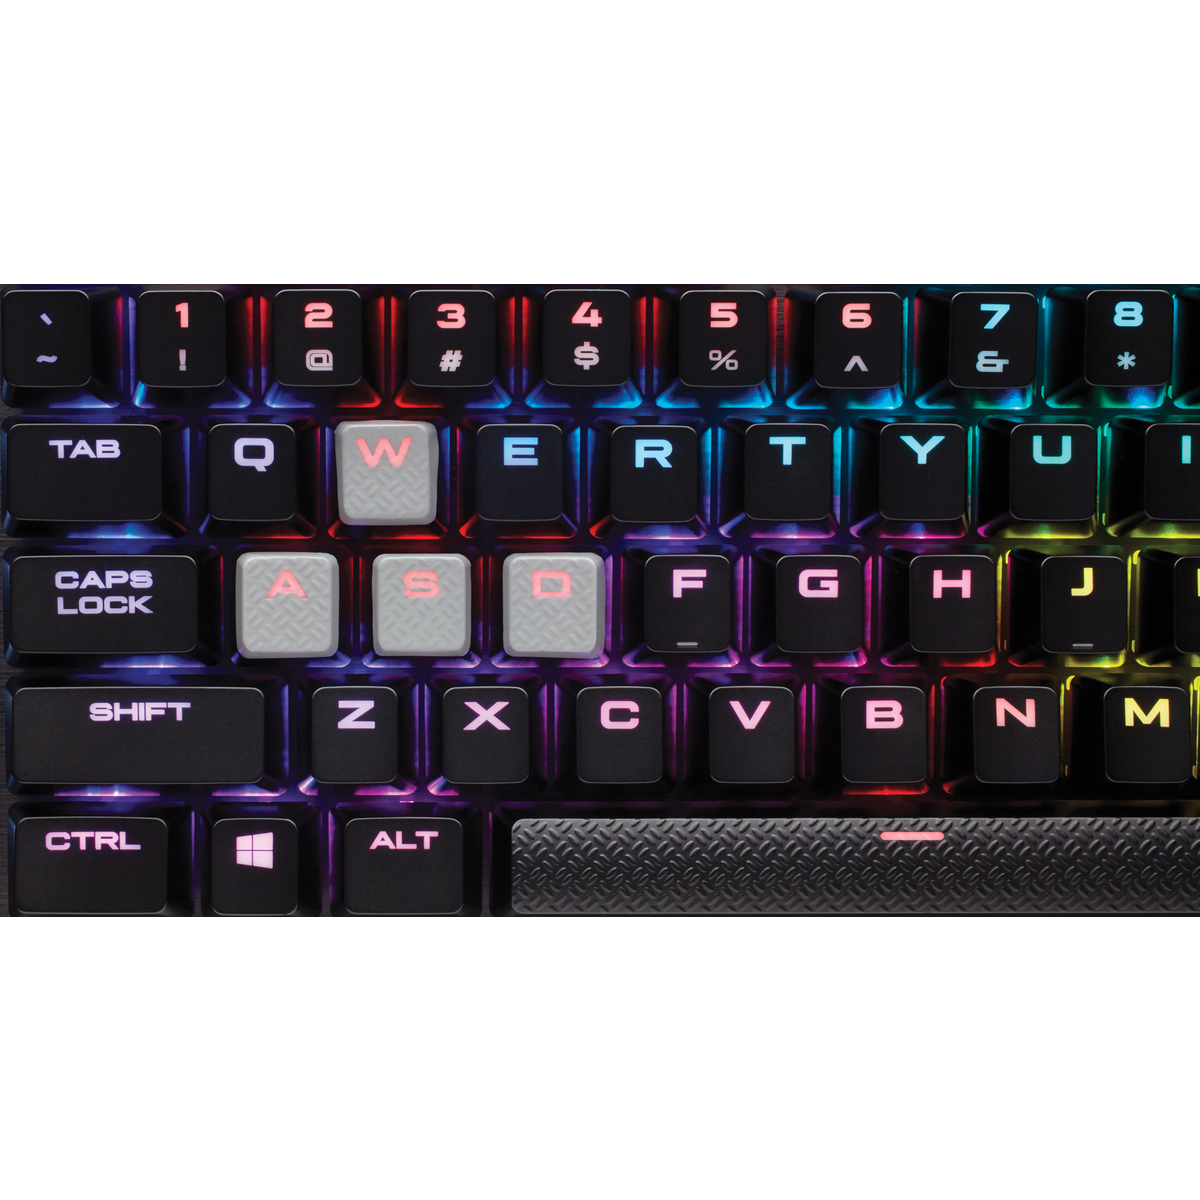 ` 1 2 3 4 5 6 7 8
~ ! @ # $ % ^ & *
TAB Q W E R T Y U I
CAPS
LOCK
A S D F G H J
SHIFT Z X C V B N M
CTRL ALT